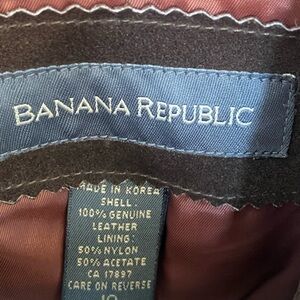 BANANA REPUBLIC
MADE IN KOREA
SHELL:
100% GENUINE
LEATHER
LINING:
50% NYLON
50% ACETATE
CA 17897
CARE ON REVERSE
10